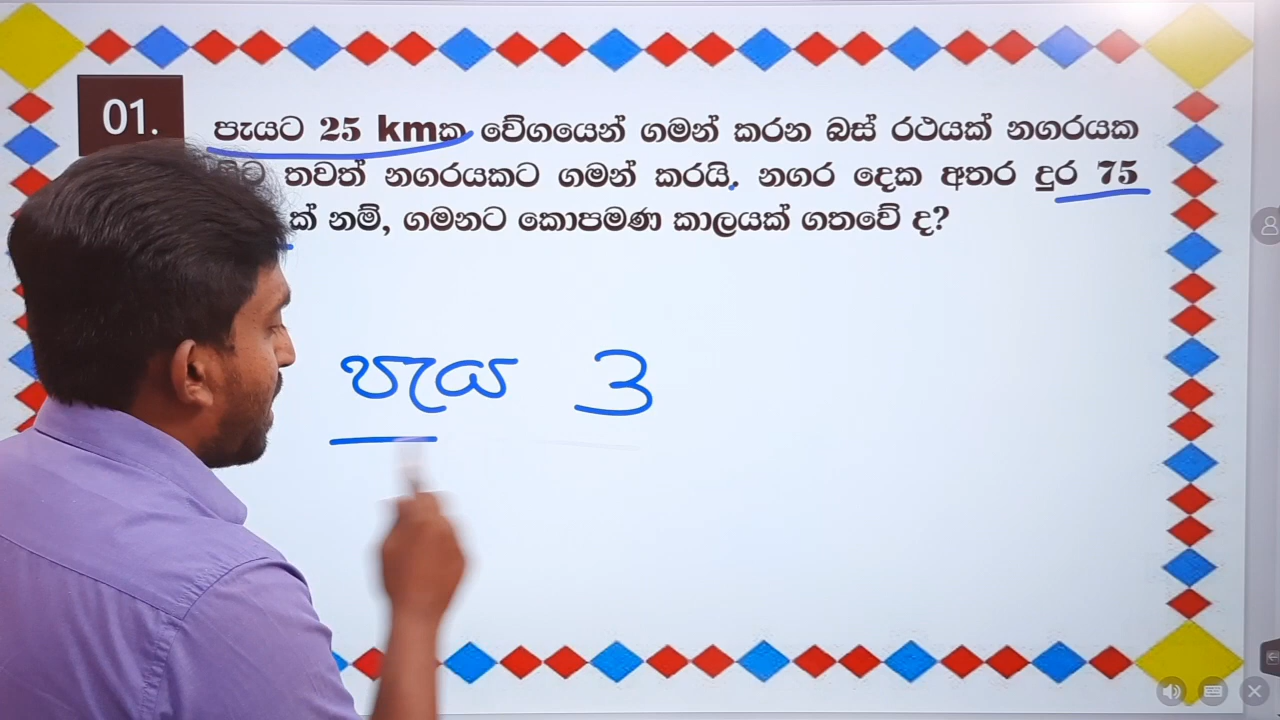 01.
පැයට 25 kmක වේගයෙන් ගමන් කරන බස් රථයක් නගරයක
තවත් නගරයකට ගමන් කරයි. නගර දෙක අතර දුර 75
ක් නම්, ගමනට කොපමණ කාලයක් ගතවේ ද?
පැය 3